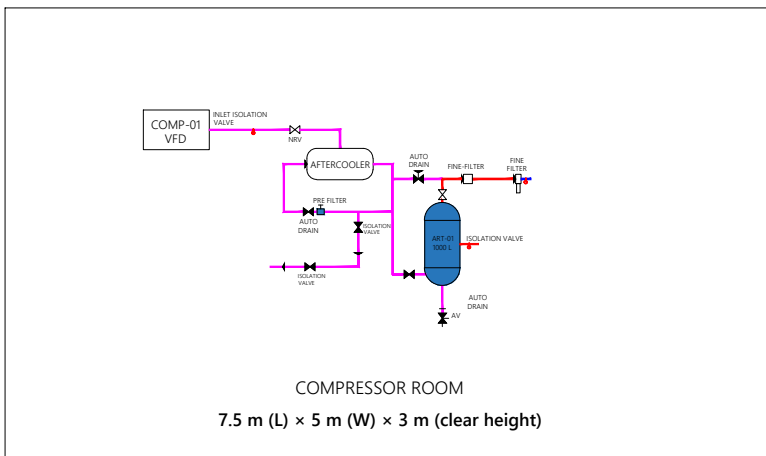 COMP-01
VFD
INLET ISOLATION
VALVE
NRV
AFTERCOOLER
AUTO
DRAIN
FINE-FILTER
FINE
FILTER
PRE FILTER
AUTO
DRAIN
ISOLATION
VALVE
ART-01
1000 L
ISOLATION VALVE
ISOLATION
VALVE
AUTO
DRAIN
AV
COMPRESSOR ROOM
7.5 m (L) × 5 m (W) × 3 m (clear height)